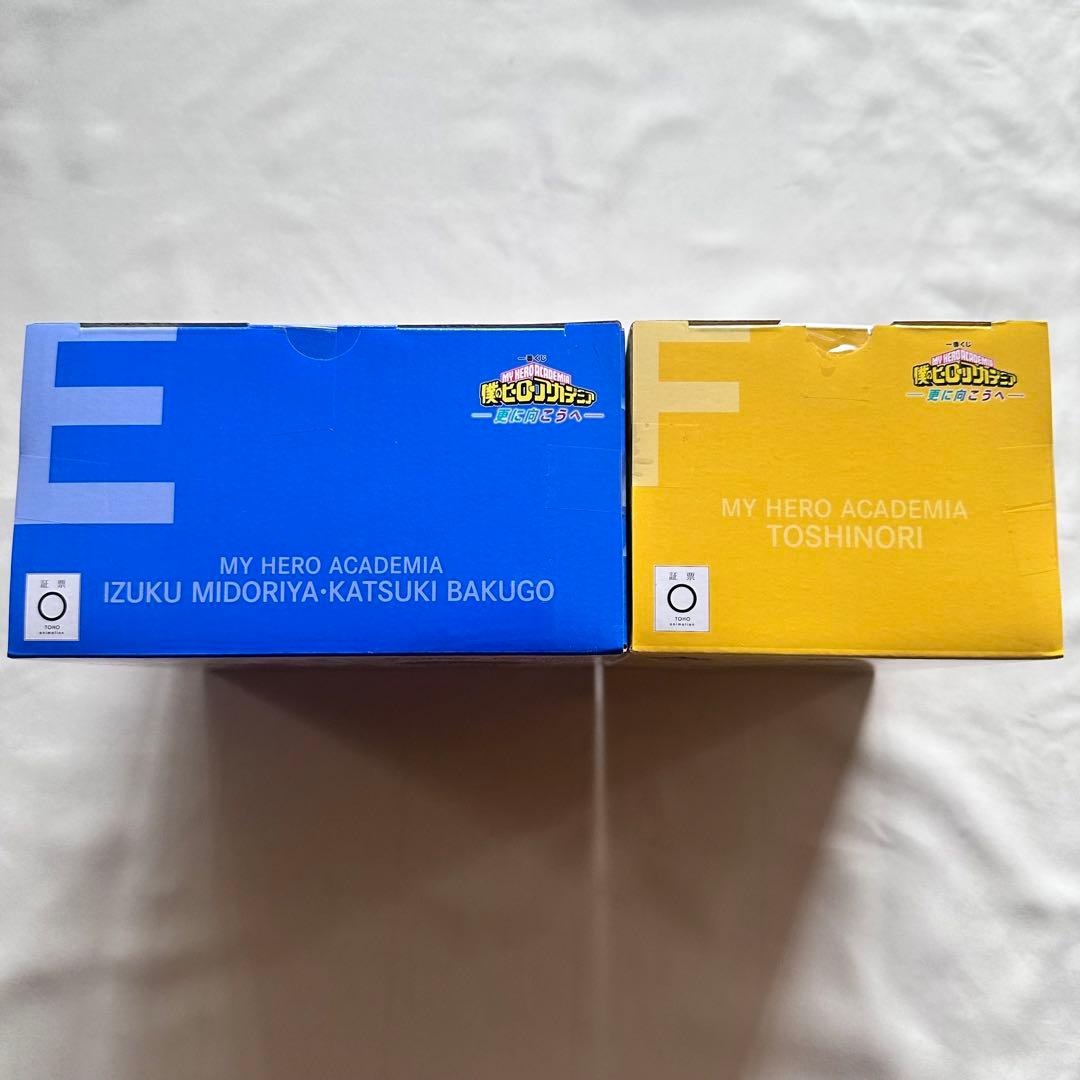 E
一番くじ
MY HERO ACADEMIA
僕のヒーローアカデミア
更に向こうへ
MY HERO ACADEMIA
IZUKU MIDORIYA・KATSUKI BAKUGO
証票
TOHO
animation
F
一番くじ
MY HERO ACADEMIA
僕のヒーローアカデミア
更に向こうへ
MY HERO ACADEMIA
TOSHINORI
証票
TOHO
animation